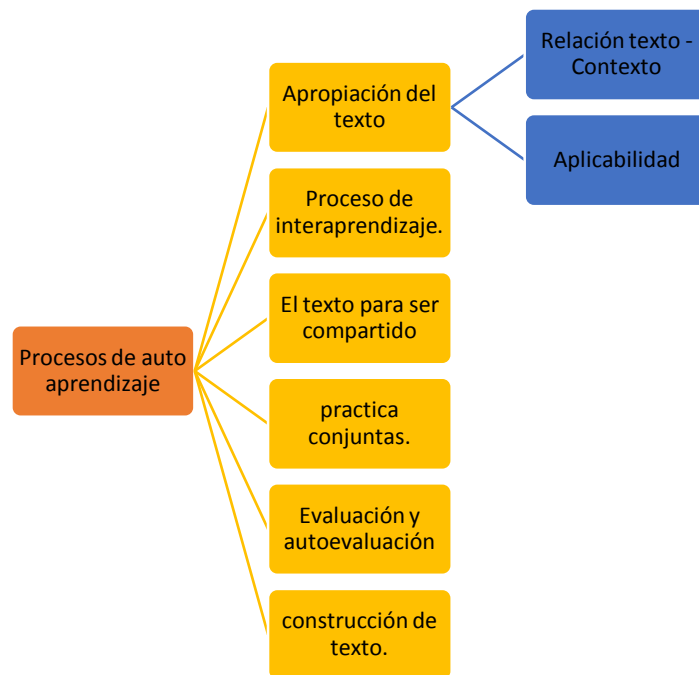 Procesos de auto
aprendizaje
Apropiación del
texto
Relación texto -
Contexto
Aplicabilidad
Proceso de
interaprendizaje.
El texto para ser
compartido
practica
conjuntas.
Evaluación y
autoevaluación
construcción de
texto.